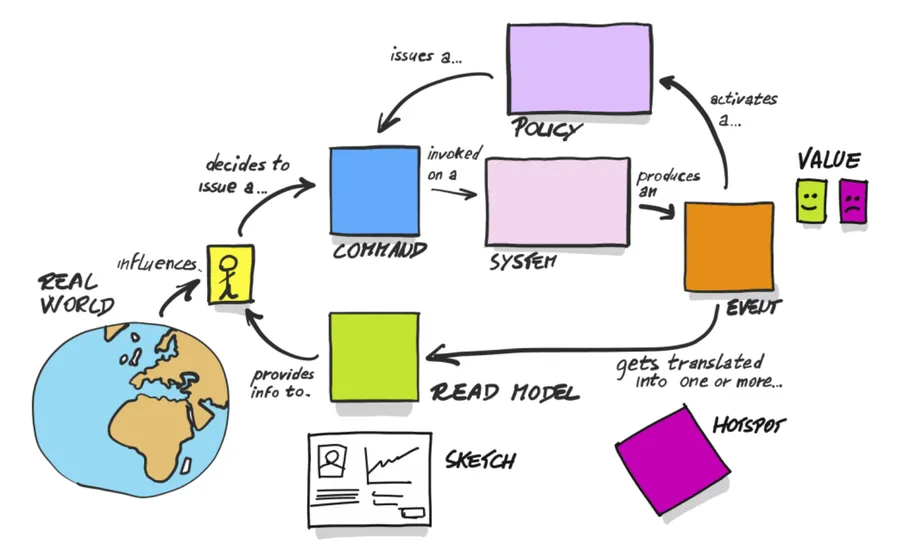 issues a...
POLICY
activates
a...
decides to
issue a...
invoked
on a
produces
an
VALUE
COMMAND
SYSTEM
EVENT
influences.
REAL
WORLD
provides
info to..
READ MODEL
gets translated
into one or more...
SKETCH
HOTSPOT